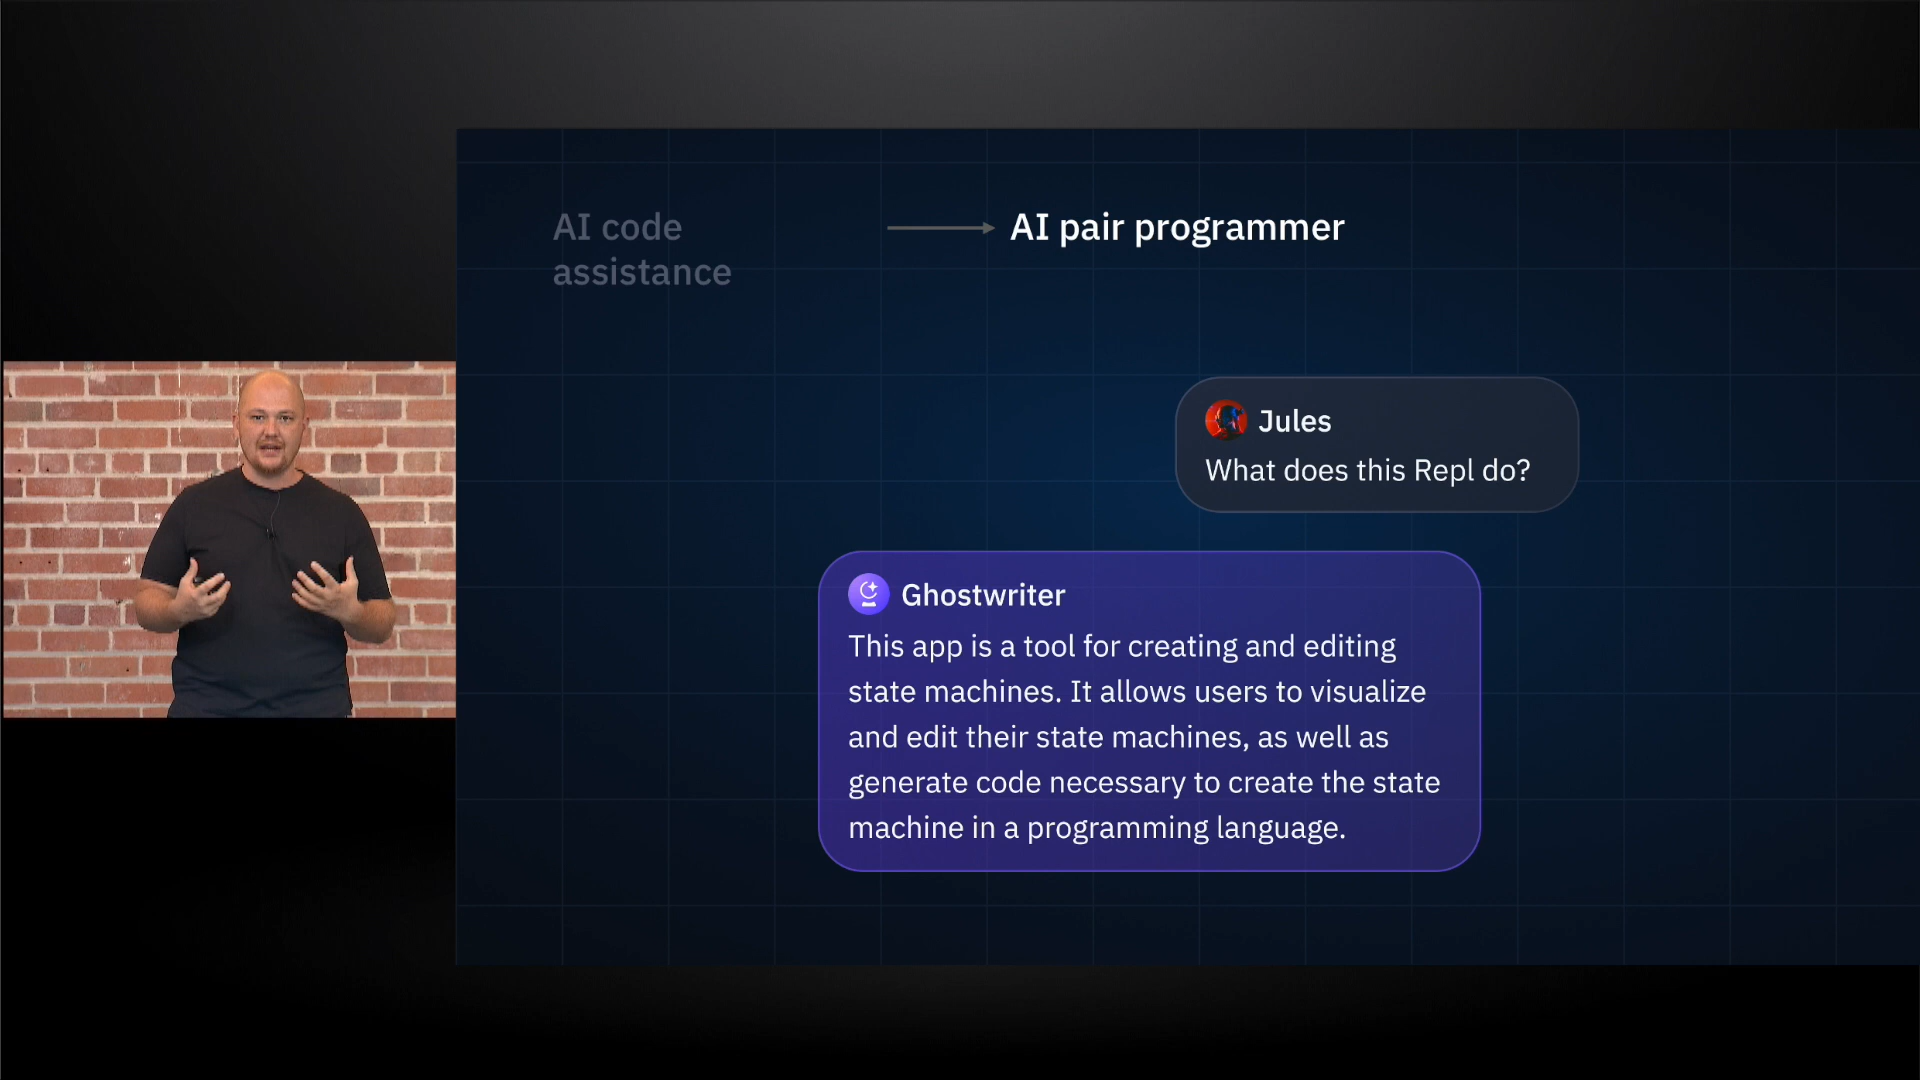 AI code
assistance
AI pair programmer
Jules
What does this Repl do?
Ghostwriter
This app is a tool for creating and editing
state machines. It allows users to visualize
and edit their state machines, as well as
generate code necessary to create the state
machine in a programming language.